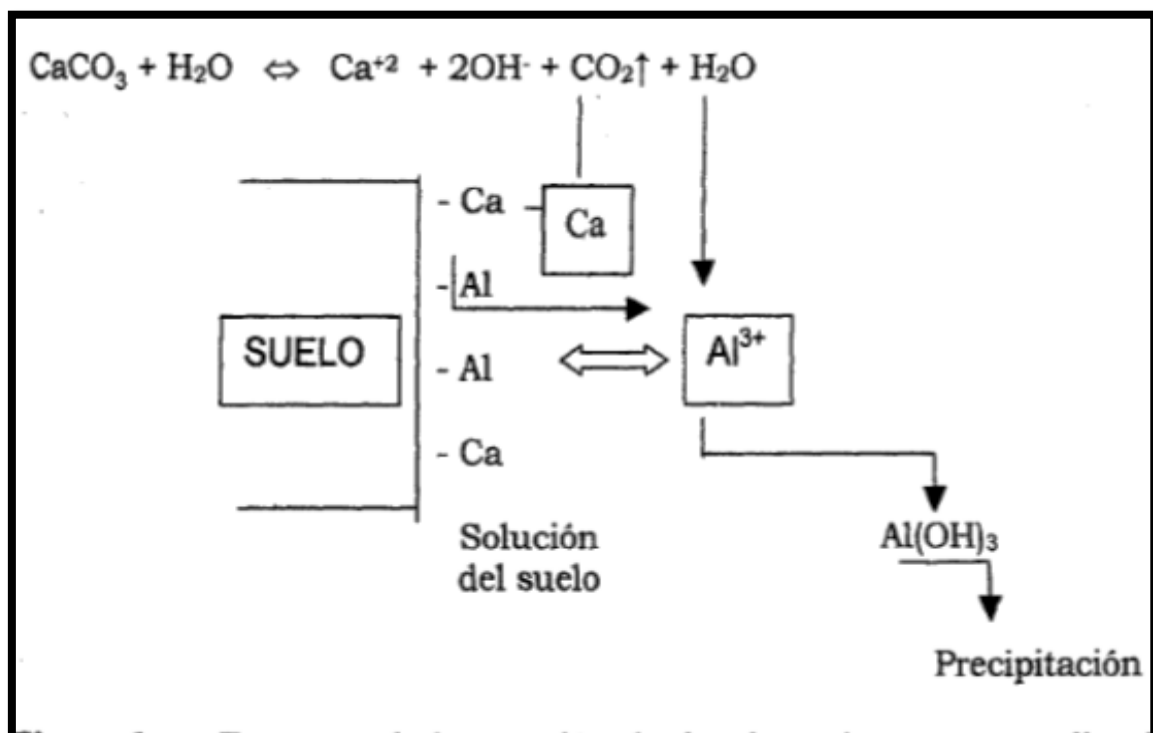 CaCO₃ + H₂O ⇔ Ca⁺² + 2OH⁻ + CO₂↑ + H₂O
- Ca
Ca
- Al
SUELO
- Al
Al³⁺
- Ca
Solución
del suelo
Al(OH)₃
Precipitación